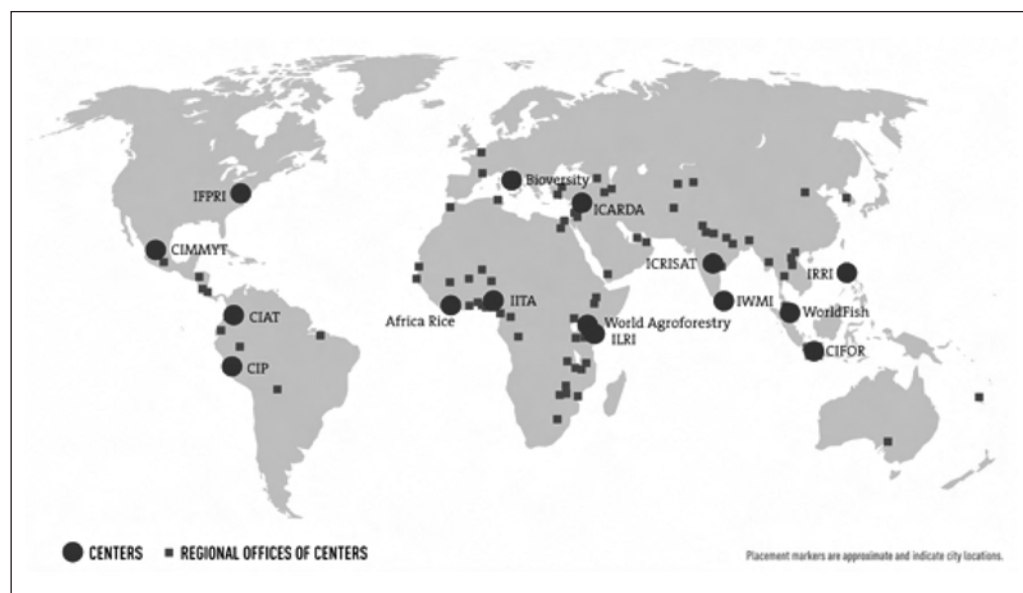 Bioversity
IFPRI
ICARDA
CIMMYT
ICRISAT
IRRI
IITA
IWMI
Africa Rice
WorldFish
CIAT
World Agroforestry
ILRI
CIFOR
CIP
CENTERS
REGIONAL OFFICES OF CENTERS
Placement markers are approximate and indicate city locations.